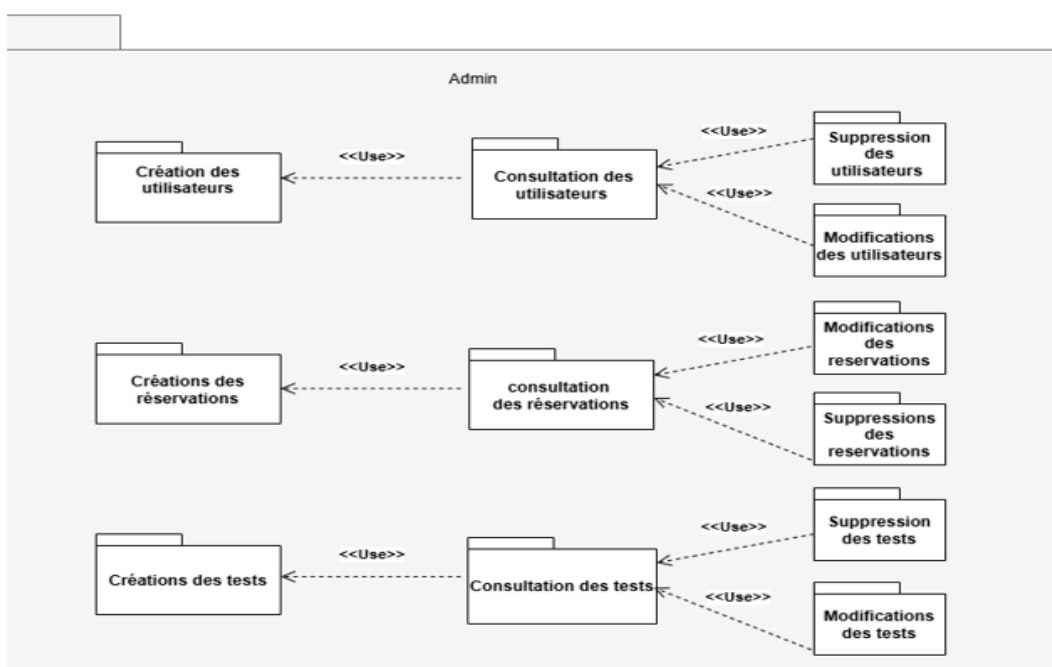 Admin
<<Use>>
Suppression
des
utilisateurs
<<Use>>
Création des
utilisateurs
Consultation des
utilisateurs
<<Use>>
Modifications
des utilisateurs
Modifications
des
reservations
<<Use>>
<<Use>>
Créations des
réservations
consultation
des réservations
<<Use>>
Suppressions
des
reservations
Suppression
des tests
<<Use>>
<<Use>>
Créations des tests
Consultation des tests
<<Use>>
Modifications
des tests